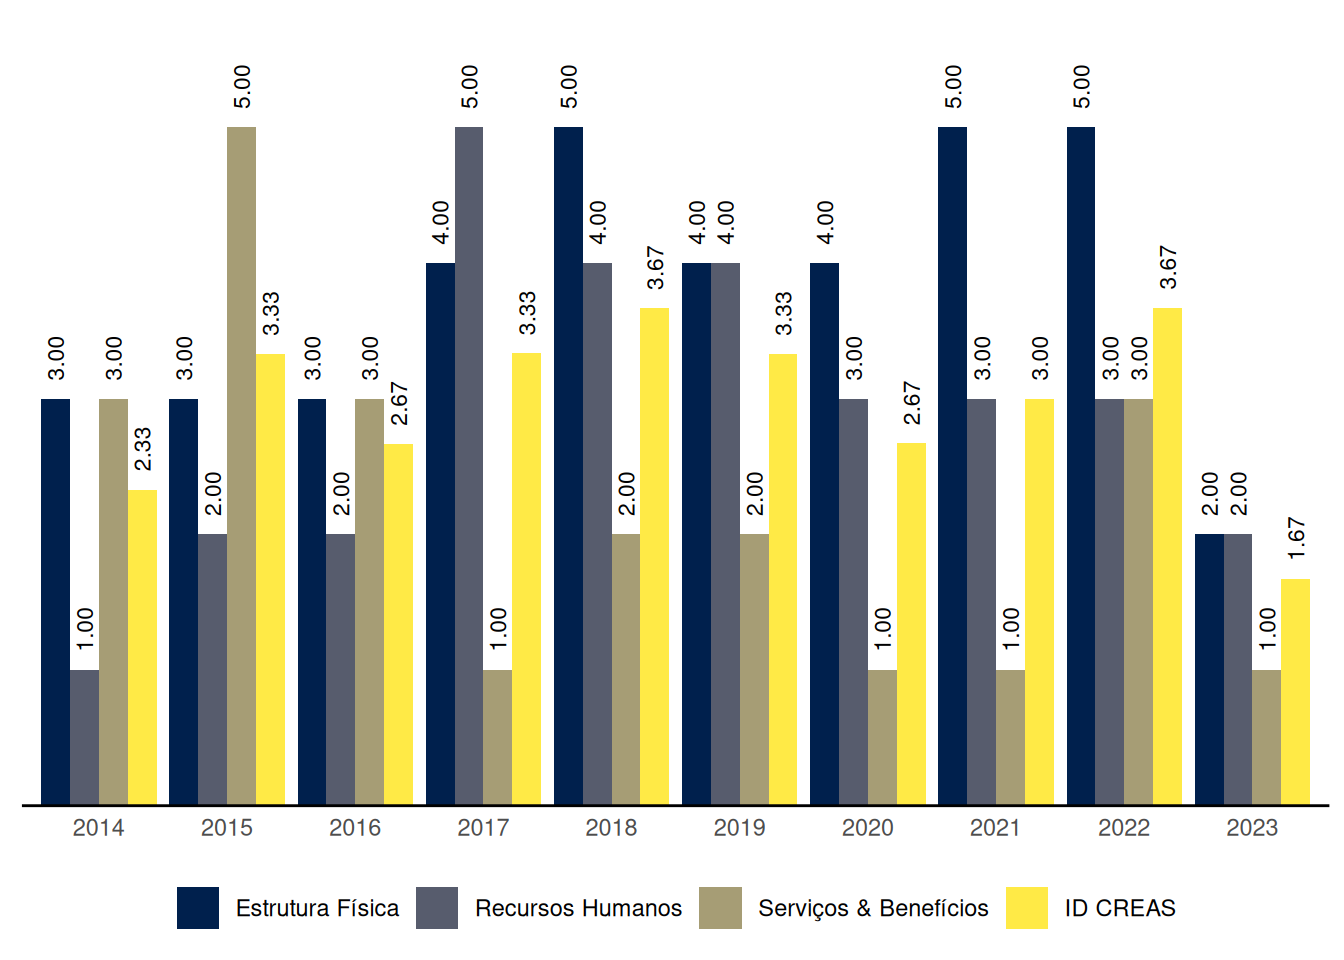 3.00 1.00 3.00 2.33
3.00 2.00 5.00 3.33
3.00 2.00 3.00 2.67
4.00 5.00 1.00 3.33
5.00 4.00 2.00 3.67
4.00 4.00 2.00 3.33
4.00 3.00 1.00 2.67
5.00 3.00 1.00 3.00
5.00 3.00 3.00 3.67
2.00 2.00 1.00 1.67
2014 2015 2016 2017 2018 2019 2020 2021 2022 2023
Estrutura Física Recursos Humanos Serviços & Benefícios ID CREAS